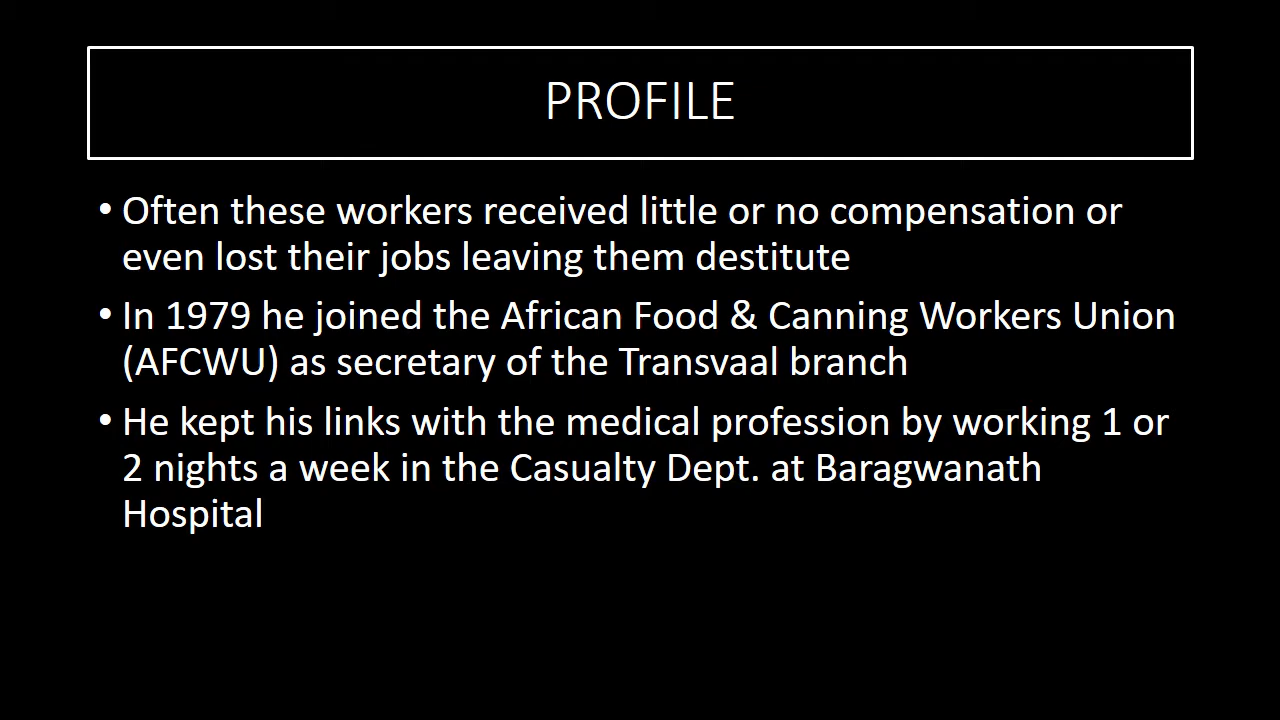 PROFILE
• Often these workers received little or no compensation or
even lost their jobs leaving them destitute
• In 1979 he joined the African Food & Canning Workers Union
(AFCWU) as secretary of the Transvaal branch
• He kept his links with the medical profession by working 1 or
2 nights a week in the Casualty Dept. at Baragwanath
Hospital